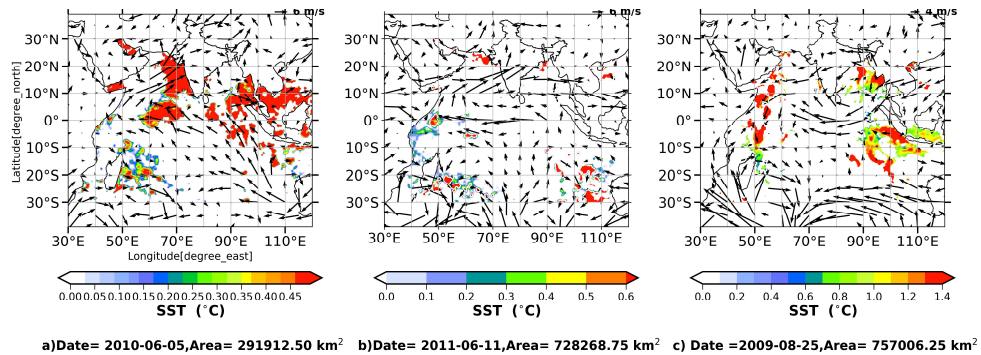 6 m/s
6 m/s
4 m/s
30°N
20°N
10°N
0°
10°S
20°S
30°S
Latitude[degree_north]
30°E 50°E 70°E 90°E 110°E
Longitude[degree_east]
30°N
20°N
10°N
0°
10°S
20°S
30°S
30°E 50°E 70°E 90°E 110°E
30°N
20°N
10°N
0°
10°S
20°S
30°S
30°E 50°E 70°E 90°E 110°E
0.00 0.05 0.10 0.15 0.20 0.25 0.30 0.35 0.40 0.45
SST (°C)
0.0 0.1 0.2 0.3 0.4 0.5 0.6
SST (°C)
0.0 0.2 0.4 0.6 0.8 1.0 1.2 1.4
SST (°C)
a)Date= 2010-06-05,Area= 291912.50 km²
b)Date= 2011-06-11,Area= 728268.75 km²
c) Date =2009-08-25,Area= 757006.25 km²